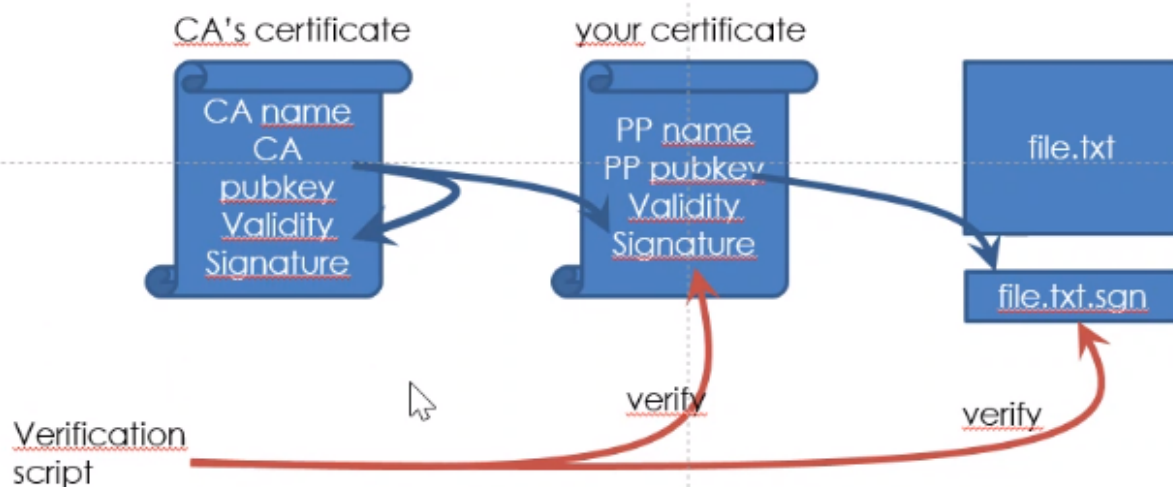 CA's certificate
your certificate
CA name
CA
pubkey
Validity
Signature
PP name
PP pubkey
Validity
Signature
file.txt
file.txt.sgn
verify
verify
Verification
script